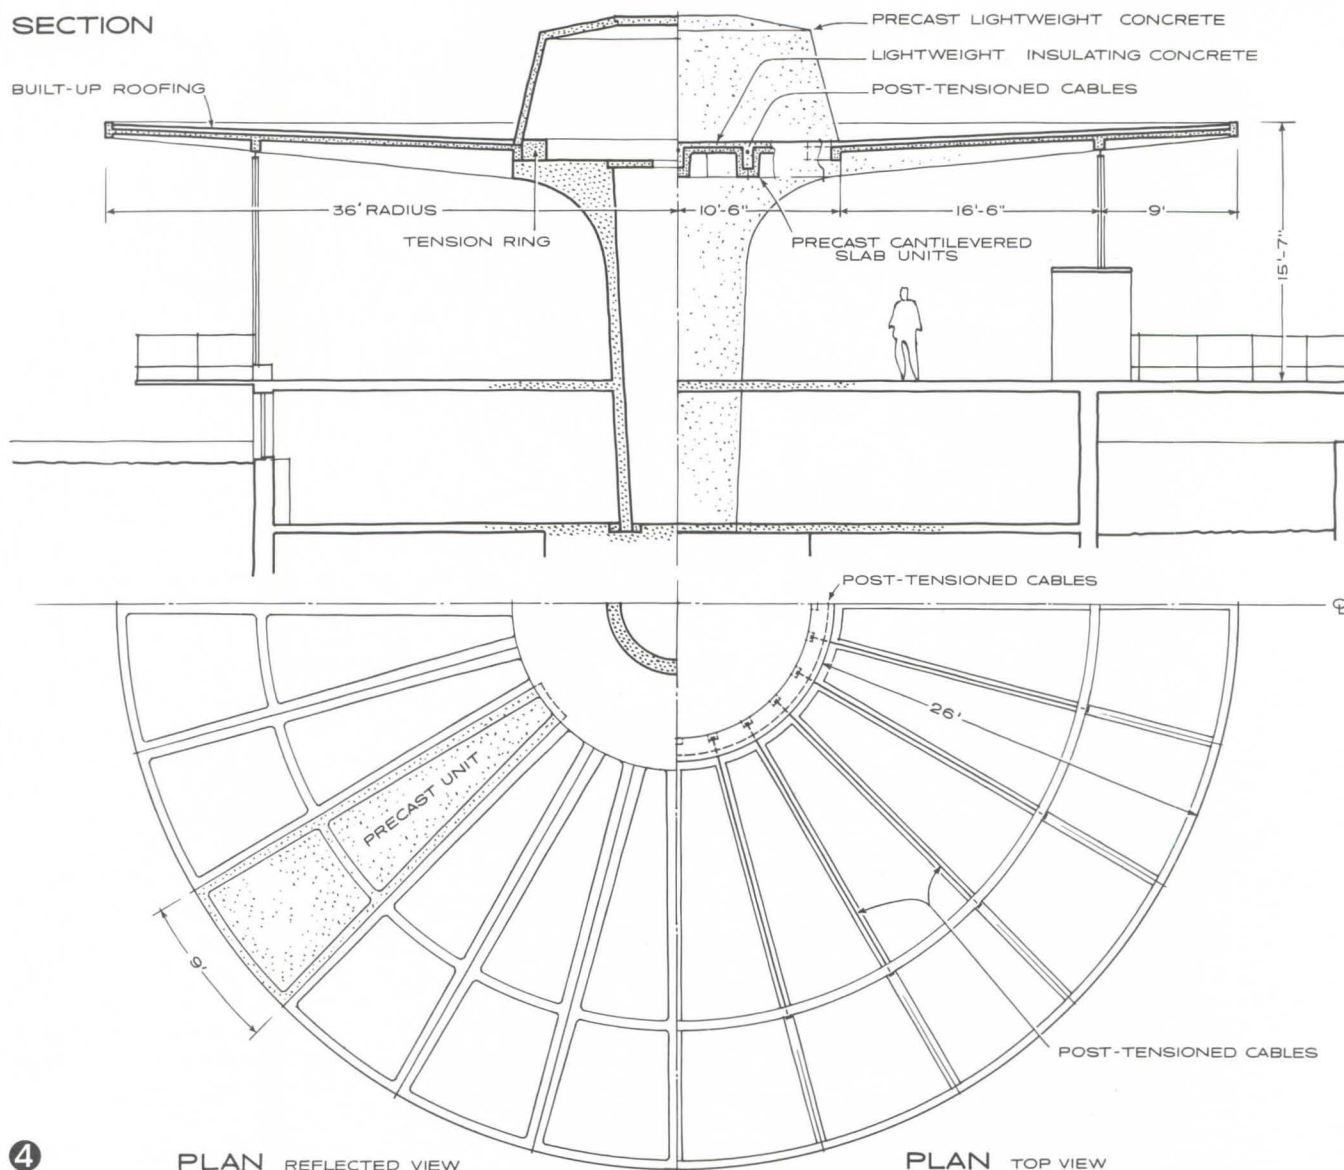 SECTION
PRECAST LIGHTWEIGHT CONCRETE
LIGHTWEIGHT INSULATING CONCRETE
BUILT-UP ROOFING
POST-TENSIONED CABLES
36' RADIUS
10'-6"
16'-6"
9'
TENSION RING
PRECAST CANTILEVERED
SLAB UNITS
15'-7"
POST-TENSIONED CABLES
℄
26'
PRECAST UNIT
9'
POST-TENSIONED CABLES
4
PLAN REFLECTED VIEW
PLAN TOP VIEW